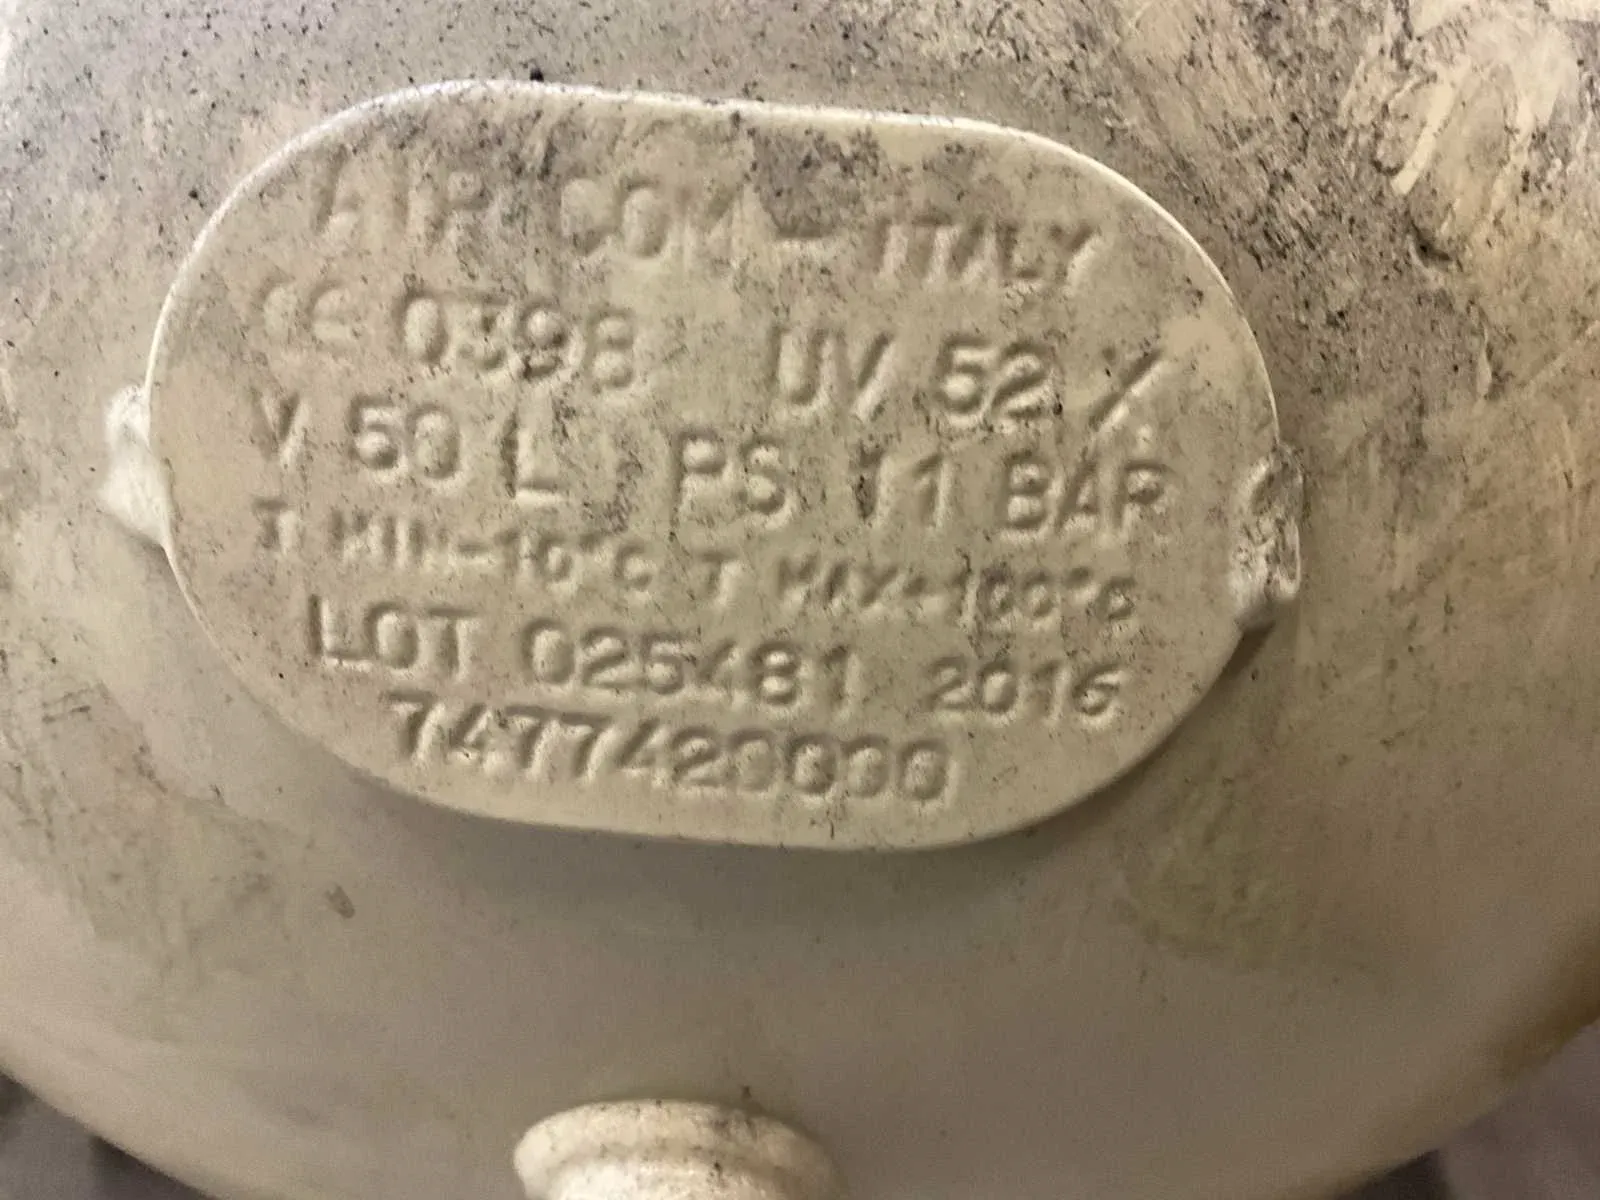 AIR COM - ITALY
CE 0398 UV 52 %
V 50 L PS 11 BAR
T MIN-10°C T MAX+100°C
LOT 025481 2016
7477420000